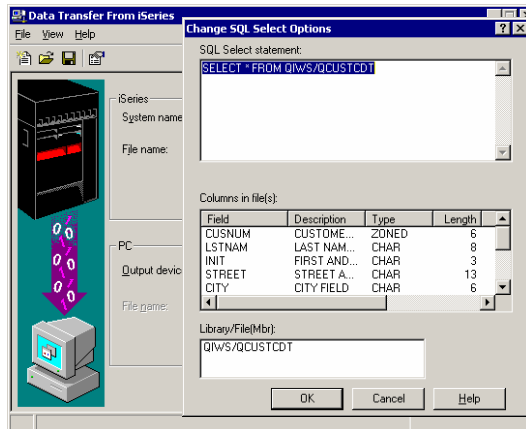 Data Transfer From iSeries
File View Help
iSeries
System name
File name:
PC
Output devic
File name:
Change SQL Select Options
SQL Select statement:
SELECT * FROM QIWS/QCUSTCDT
Columns in file(s):
Field Description Type Length
CUSNUM CUSTOME... ZONED 6
LSTNAM LAST NAM... CHAR 8
INIT FIRST AND... CHAR 3
STREET STREET A... CHAR 13
CITY CITY FIELD CHAR 6
Library/File(Mbr):
QIWS/QCUSTCDT
OK Cancel Help